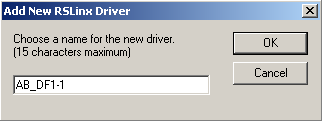 Add New RSLinx Driver
Choose a name for the new driver.
(15 characters maximum)
OK
Cancel
AB_DF1-1